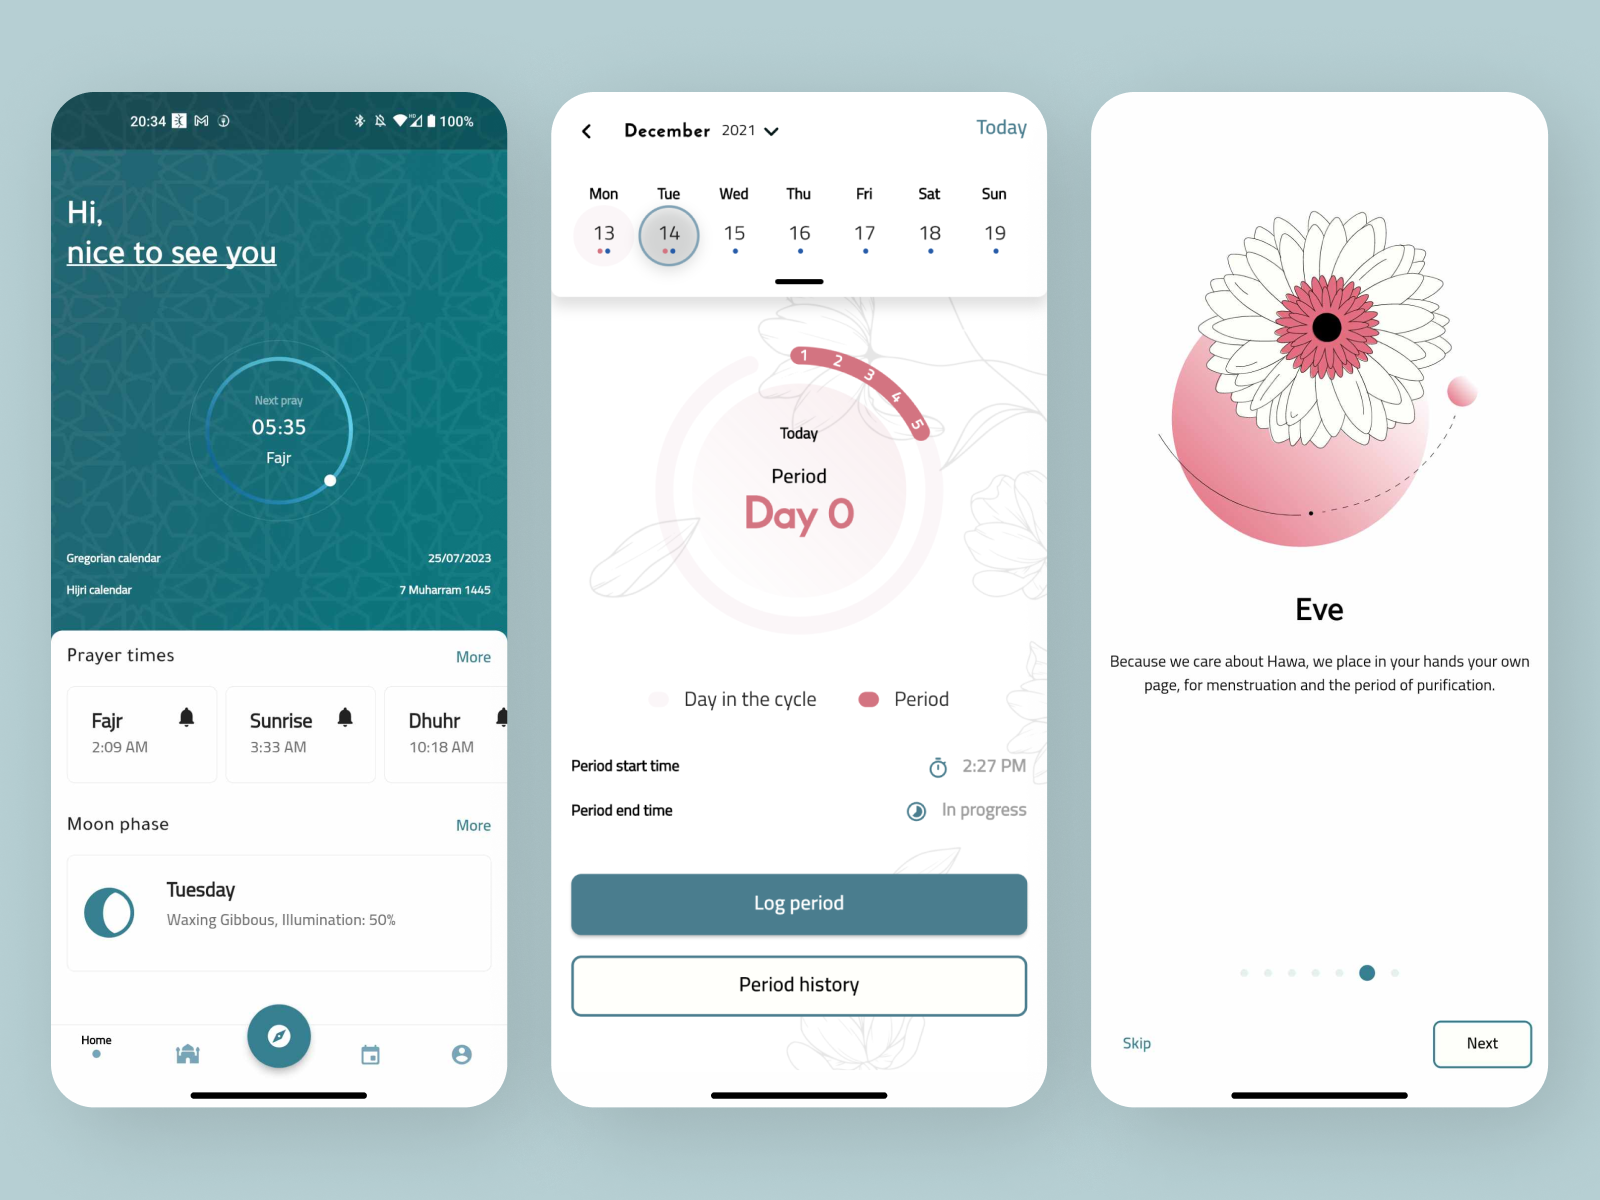 20:34
100%
Hi,
nice to see you
Next pray
05:35
Fajr
Gregorian calendar 25/07/2023
Hijri calendar 7 Muharram 1445
Prayer times More
Fajr
2:09 AM
Sunrise
3:33 AM
Dhuhr
10:18 AM
Moon phase More
Tuesday
Waxing Gibbous, Illumination: 50%
Home
December 2021 Today
Mon Tue Wed Thu Fri Sat Sun
13 14 15 16 17 18 19
1 2 3 4 5
Today
Period
Day 0
Day in the cycle Period
Period start time 2:27 PM
Period end time In progress
Log period
Period history
Eve
Because we care about Hawa, we place in your hands your own
page, for menstruation and the period of purification.
Skip Next